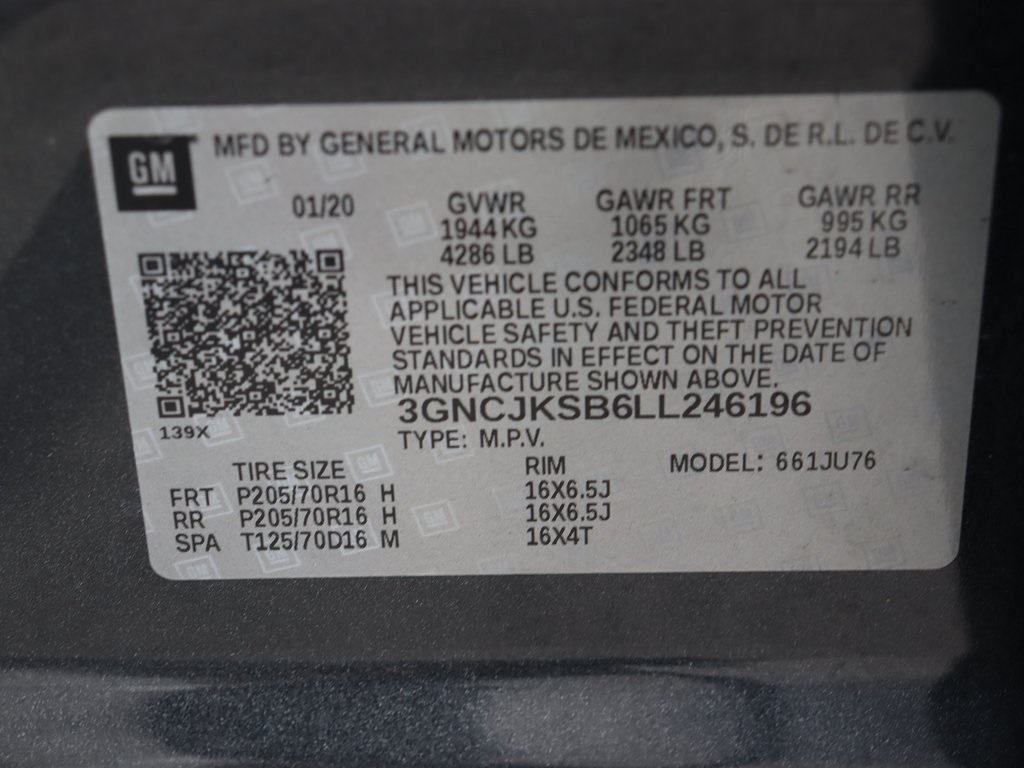 GM MFD BY GENERAL MOTORS DE MEXICO, S. DE R.L. DE C.V.
01/20 GVWR GAWR FRT GAWR RR
1944 KG 1065 KG 995 KG
4286 LB 2348 LB 2194 LB
THIS VEHICLE CONFORMS TO ALL
APPLICABLE U.S. FEDERAL MOTOR
VEHICLE SAFETY AND THEFT PREVENTION
STANDARDS IN EFFECT ON THE DATE OF
MANUFACTURE SHOWN ABOVE.
3GNCJKSB6LL246196
139X TYPE: M.P.V.
TIRE SIZE RIM MODEL: 661JU76
FRT P205/70R16 H 16X6.5J
RR P205/70R16 H 16X6.5J
SPA T125/70D16 M 16X4T